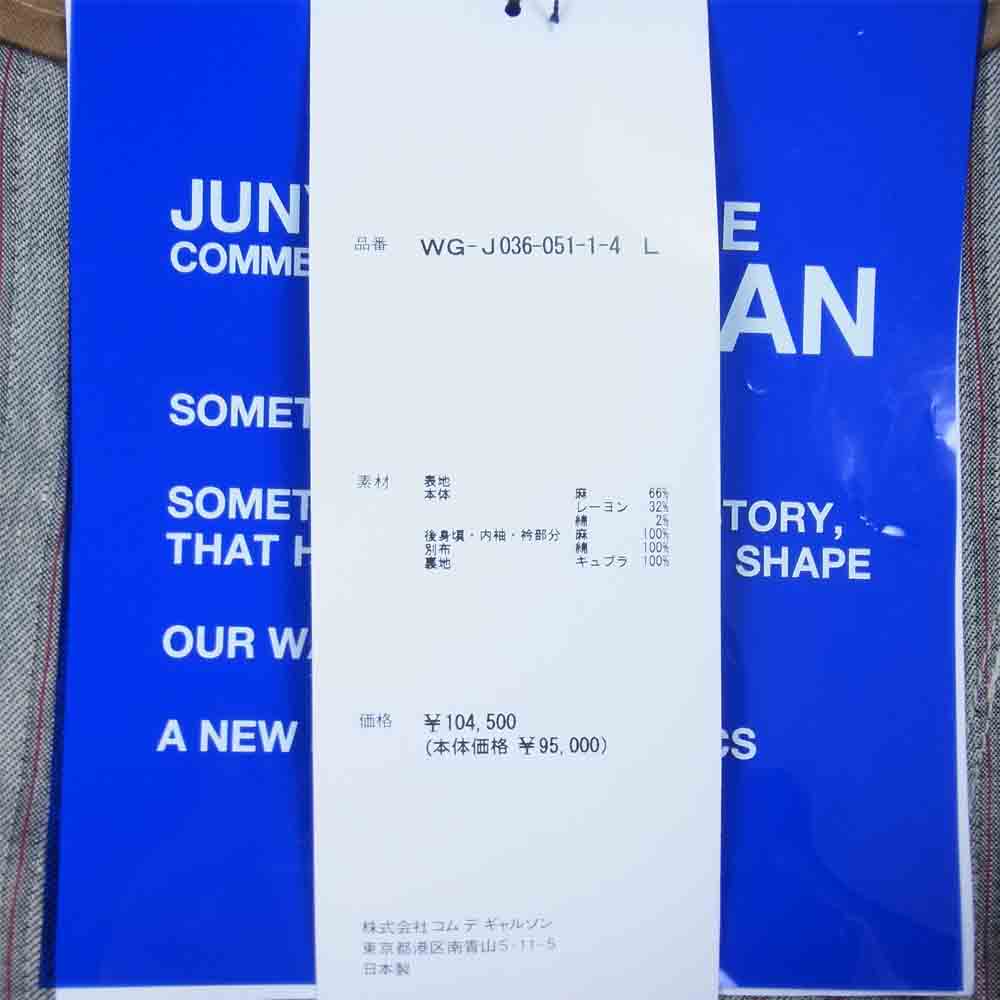 JUN
COMME
E
AN
SOMET
SOMET TORY,
THAT H SHAPE
OUR WA
A NEW CS
品番 WG-J036-051-1-4 L
素材 表地
本体 麻 66%
レーヨン 32%
綿 2%
後身頃・内袖・衿部分 麻 100%
別布 綿 100%
裏地 キュプラ 100%
価格 ¥104,500
(本体価格 ¥95,000)
株式会社コム デ ギャルソン
東京都港区南青山5-11-5
日本製